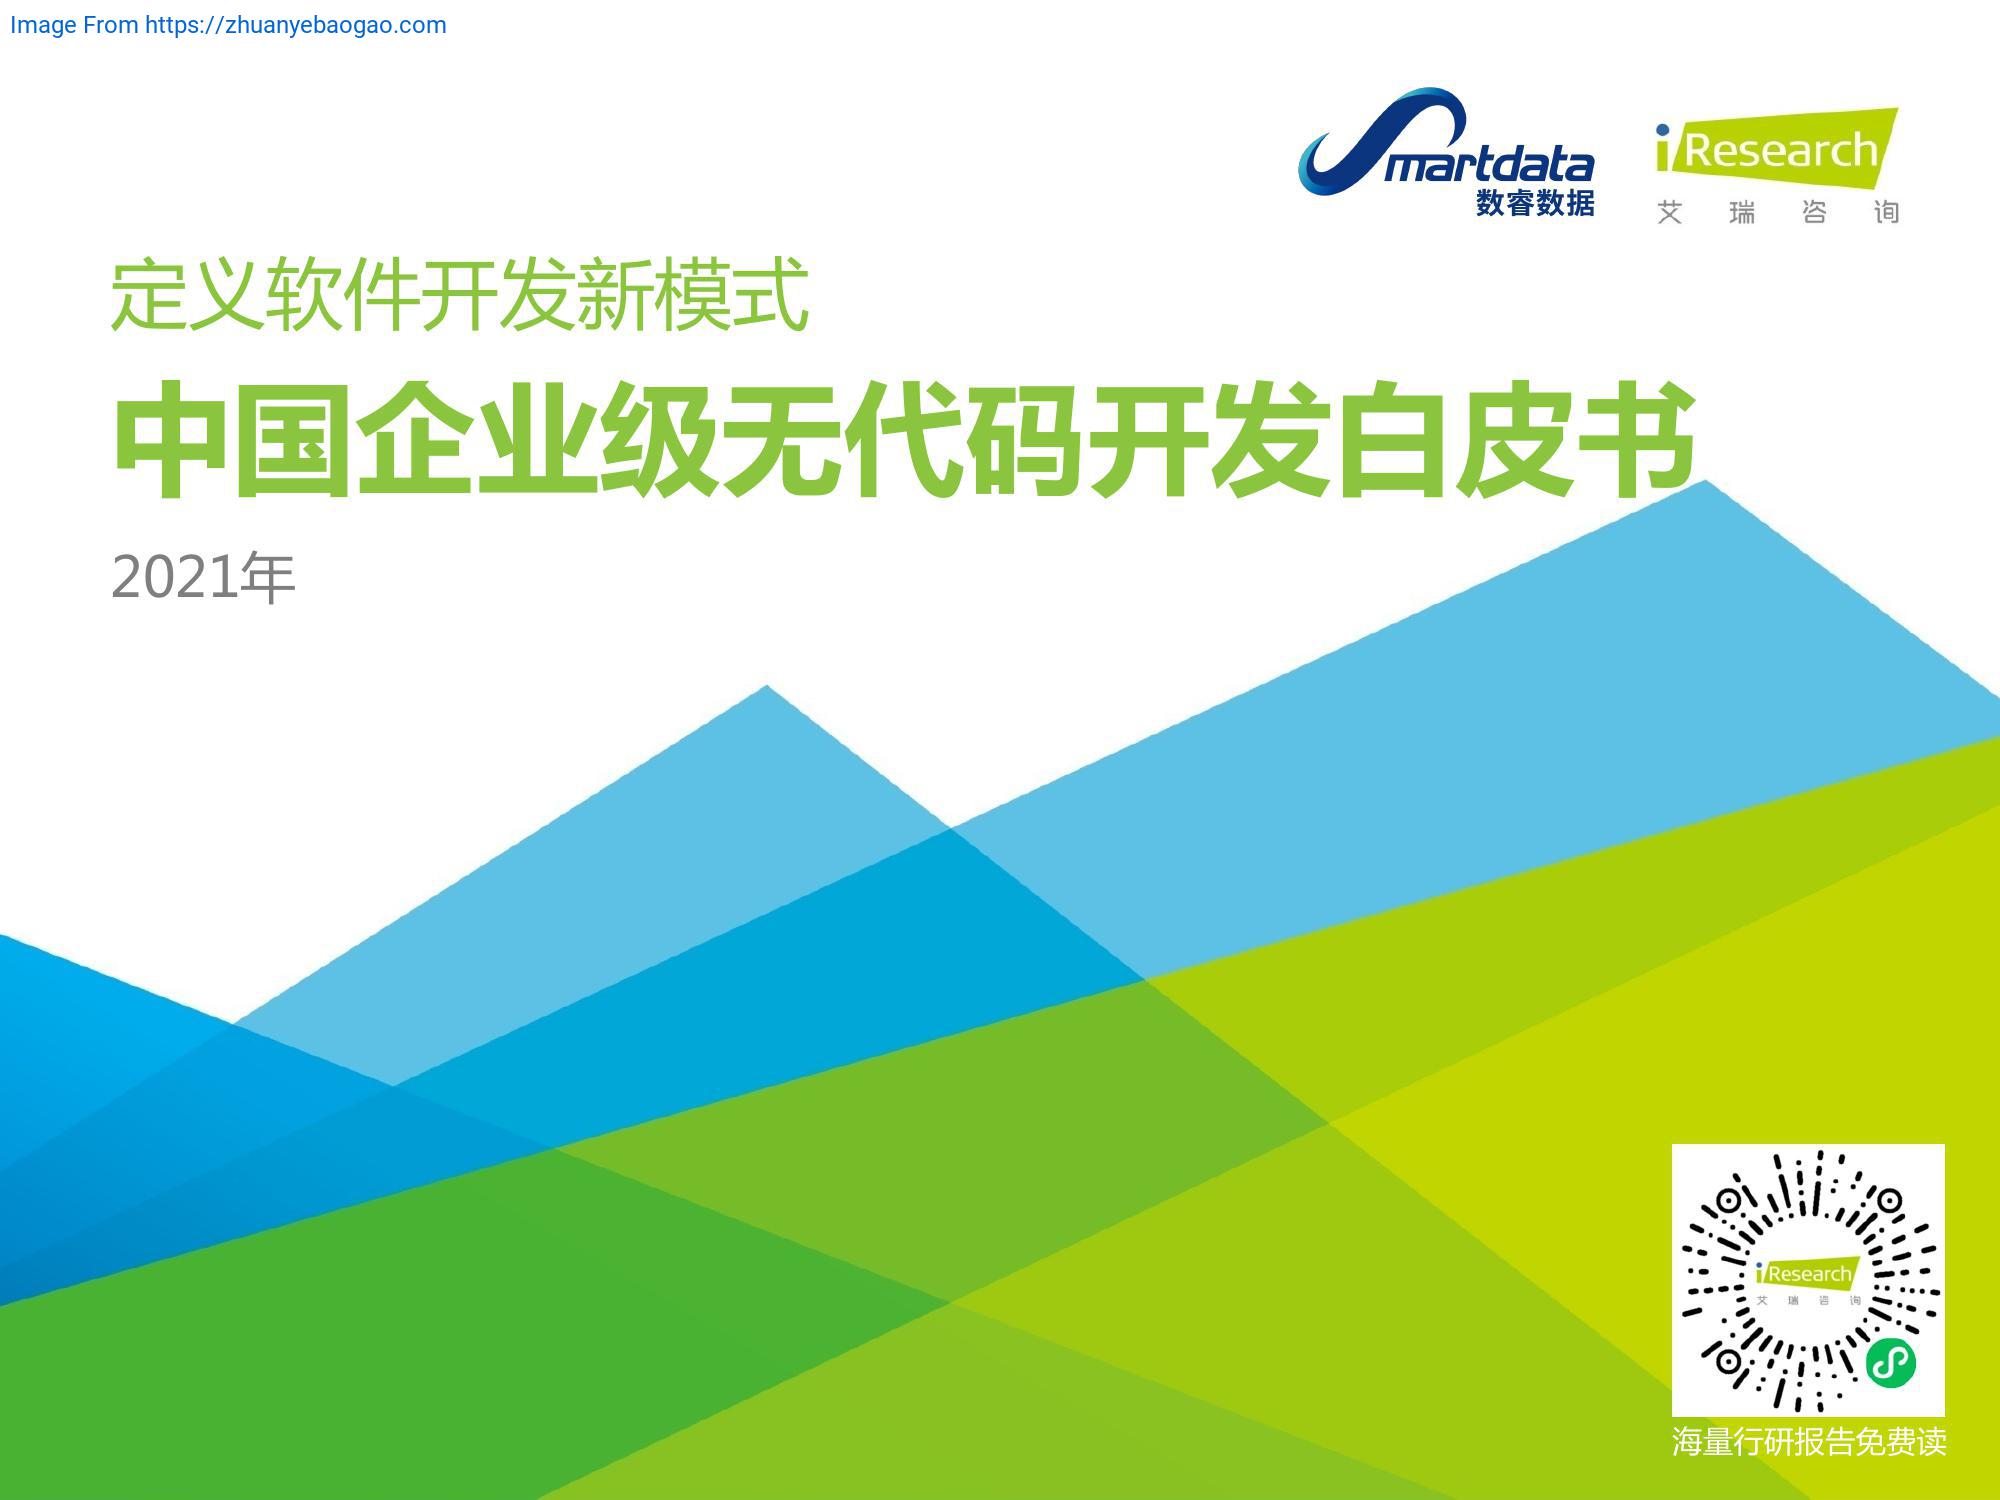 Image From https://zhuanyebaogao.com
Smartdata
数睿数据
iResearch
艾瑞咨询
定义软件开发新模式
中国企业级无代码开发白皮书
2021年
iResearch
艾瑞咨询
海量行研报告免费读